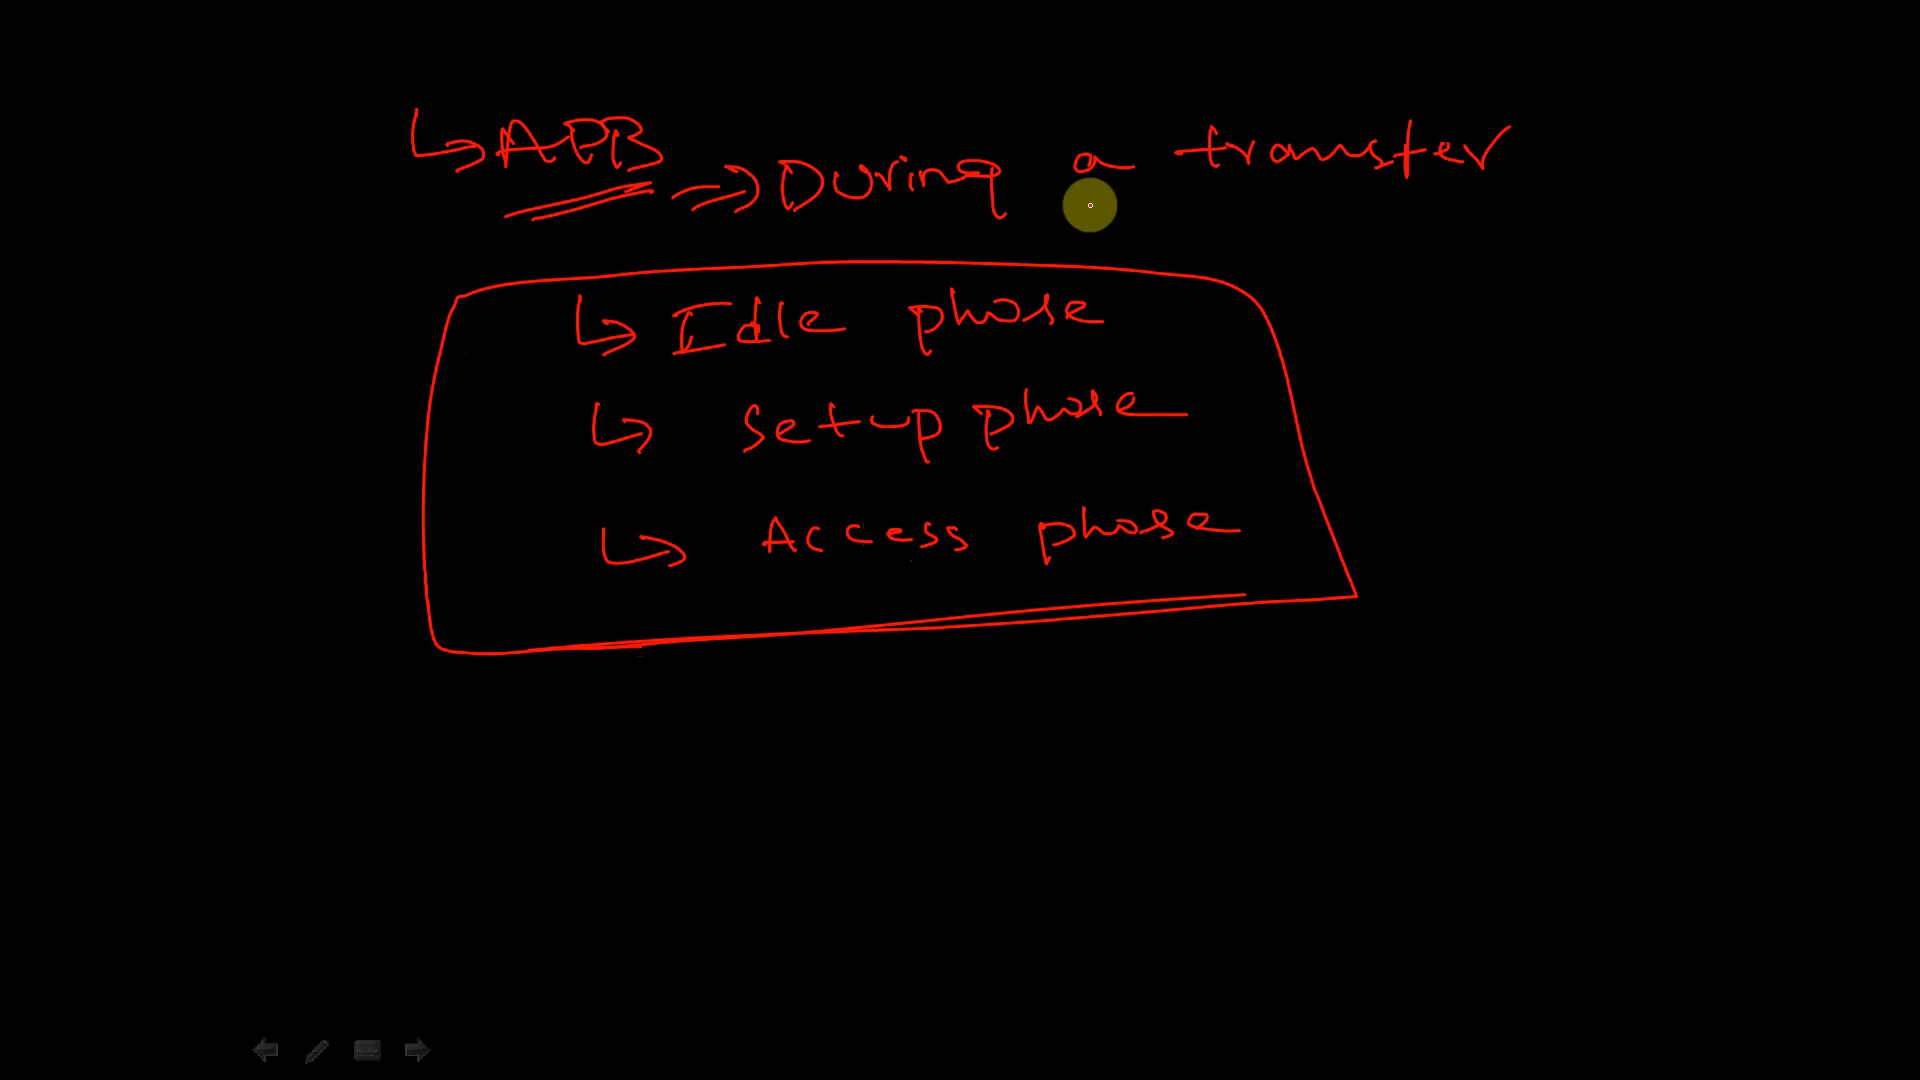 ↳ APB => During a transfer
↳ Idle phase
↳ Setup phase
↳ Access phase